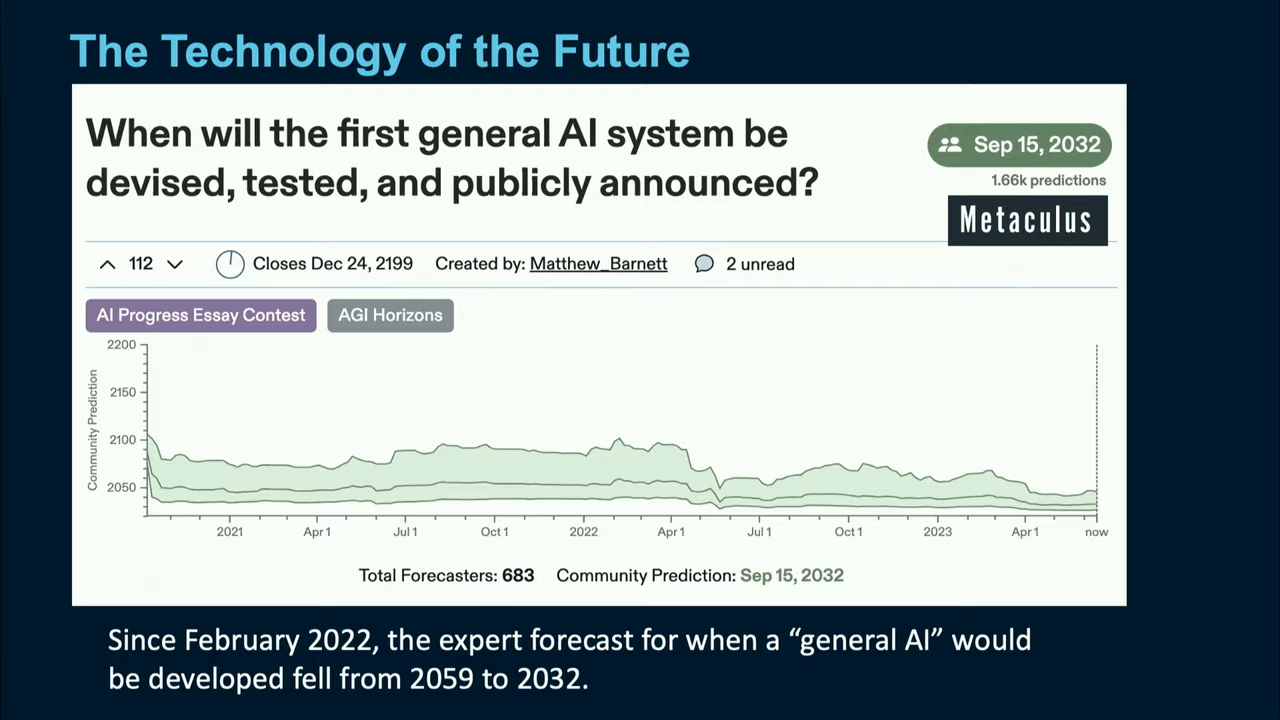 The Technology of the Future
When will the first general AI system be
devised, tested, and publicly announced?
Sep 15, 2032
1.66k predictions
Metaculus
112
Closes Dec 24, 2199
Created by: Matthew_Barnett
2 unread
AI Progress Essay Contest
AGI Horizons
Community Prediction
2200
2150
2100
2050
2021
Apr 1
Jul 1
Oct 1
2022
Apr 1
Jul 1
Oct 1
2023
Apr 1
now
Total Forecasters: 683
Community Prediction: Sep 15, 2032
Since February 2022, the expert forecast for when a “general AI” would
be developed fell from 2059 to 2032.